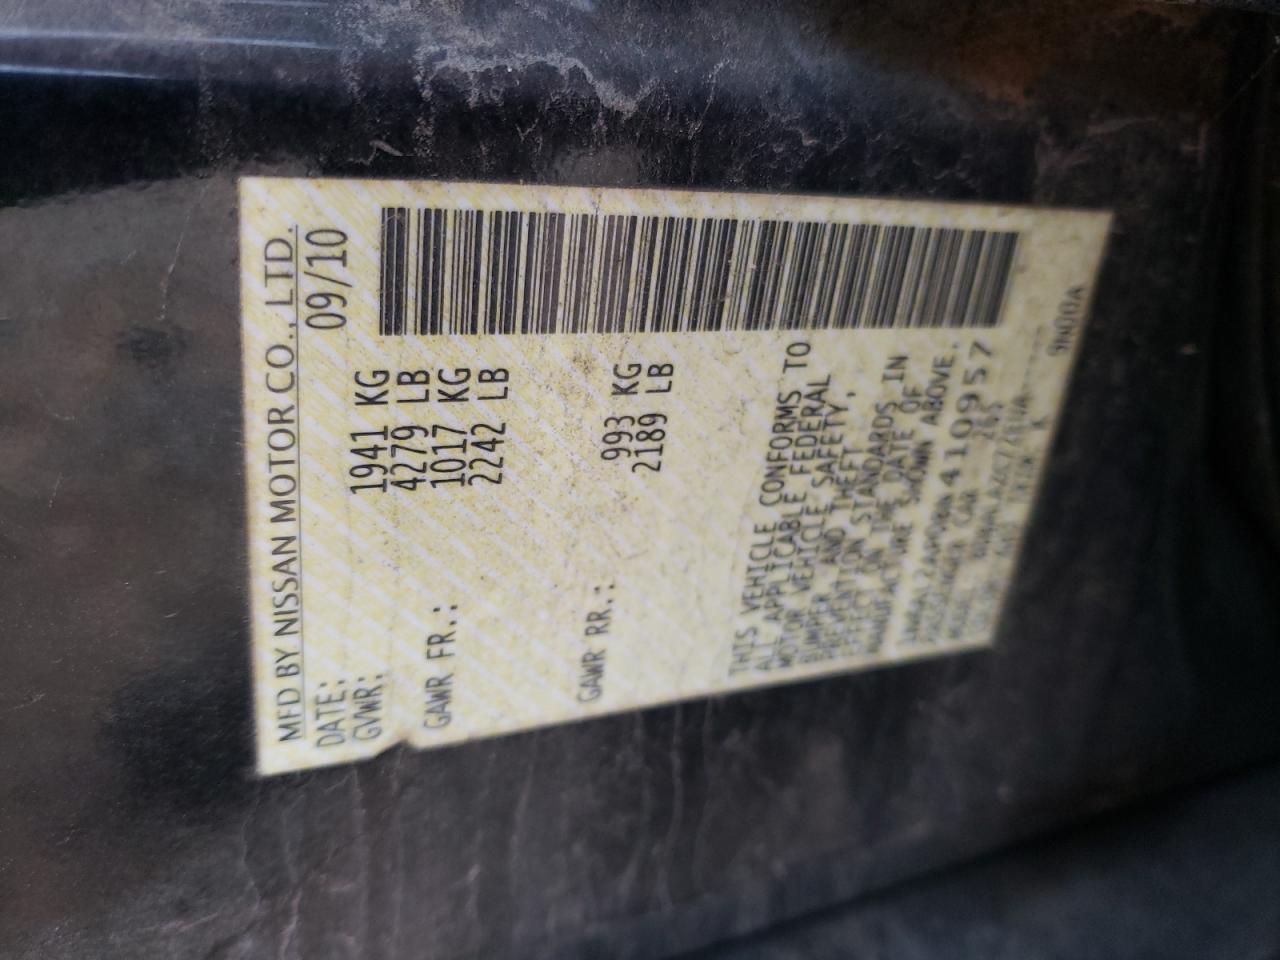 MFD BY NISSAN MOTOR CO., LTD.
DATE: 09/10
GVWR: 1941 KG
4279 LB
GAWR FR.: 1017 KG
2242 LB
GAWR RR.: 993 KG
2189 LB
THIS VEHICLE CONFORMS TO
ALL APPLICABLE FEDERAL
MOTOR VEHICLE SAFETY,
BUMPER AND THEFT
PREVENTION STANDARDS IN
EFFECT ON THE DATE OF
MANUFACTURE SHOWN ABOVE.
410957
PASSENGER CAR